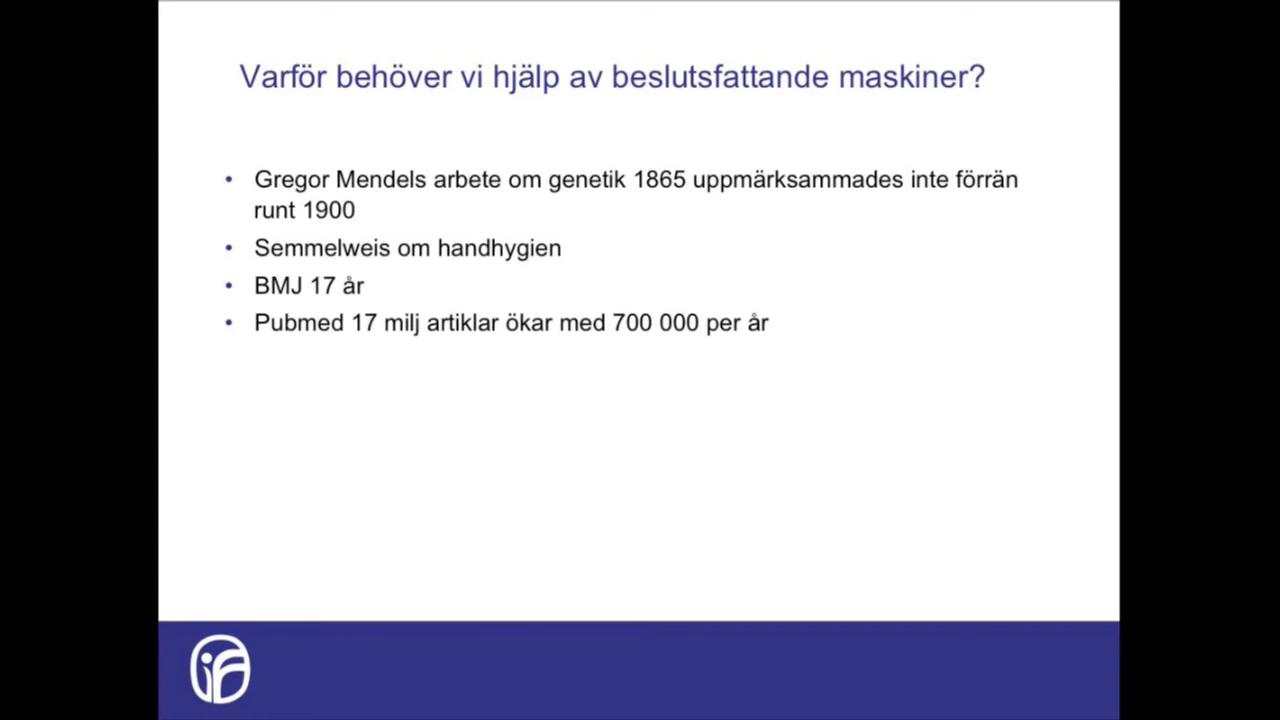 Varför behöver vi hjälp av beslutsfattande maskiner?
• Gregor Mendels arbete om genetik 1865 uppmärksammades inte förrän
runt 1900
• Semmelweis om handhygien
• BMJ 17 år
• Pubmed 17 milj artiklar ökar med 700 000 per år